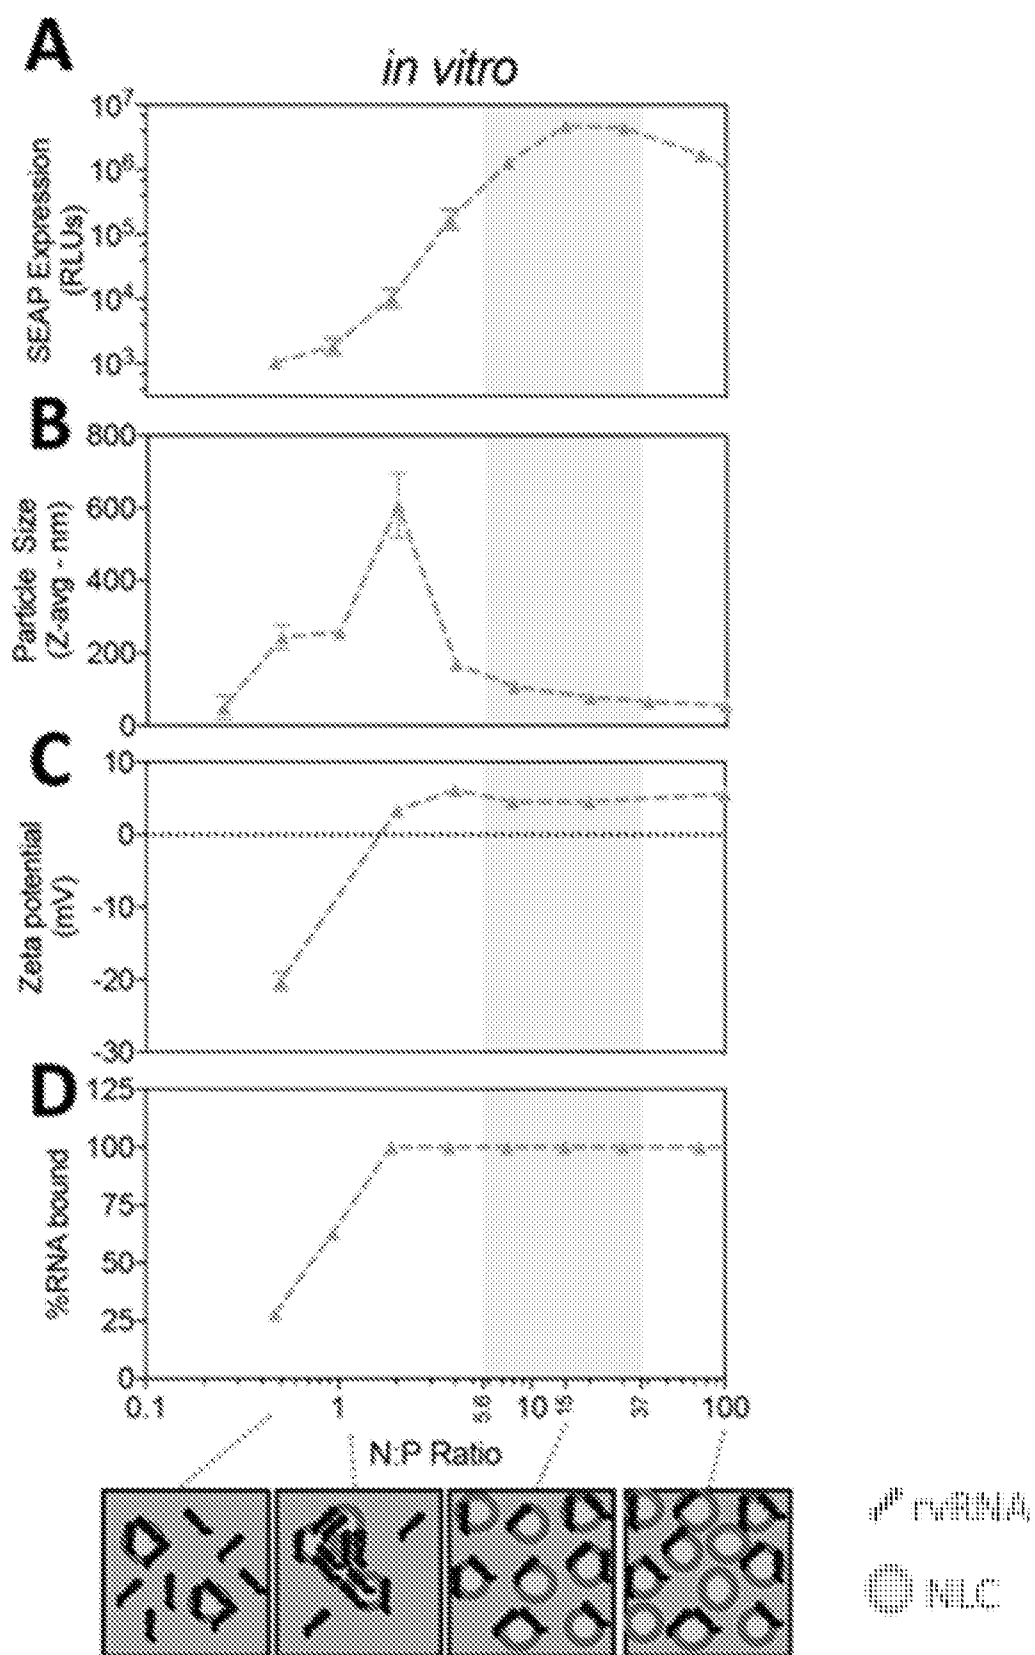 A
in vitro
SEAP Expression
(RLUs)
10⁷
10⁶
10⁵
10⁴
10³
B
Particle Size
(Z-avg - nm)
800
600
400
200
0
C
Zeta potential
(mV)
10
0
-10
-20
-30
D
%RNA bound
125
100
75
50
25
0
0.1 1 10 15 100
N:P Ratio
NLC